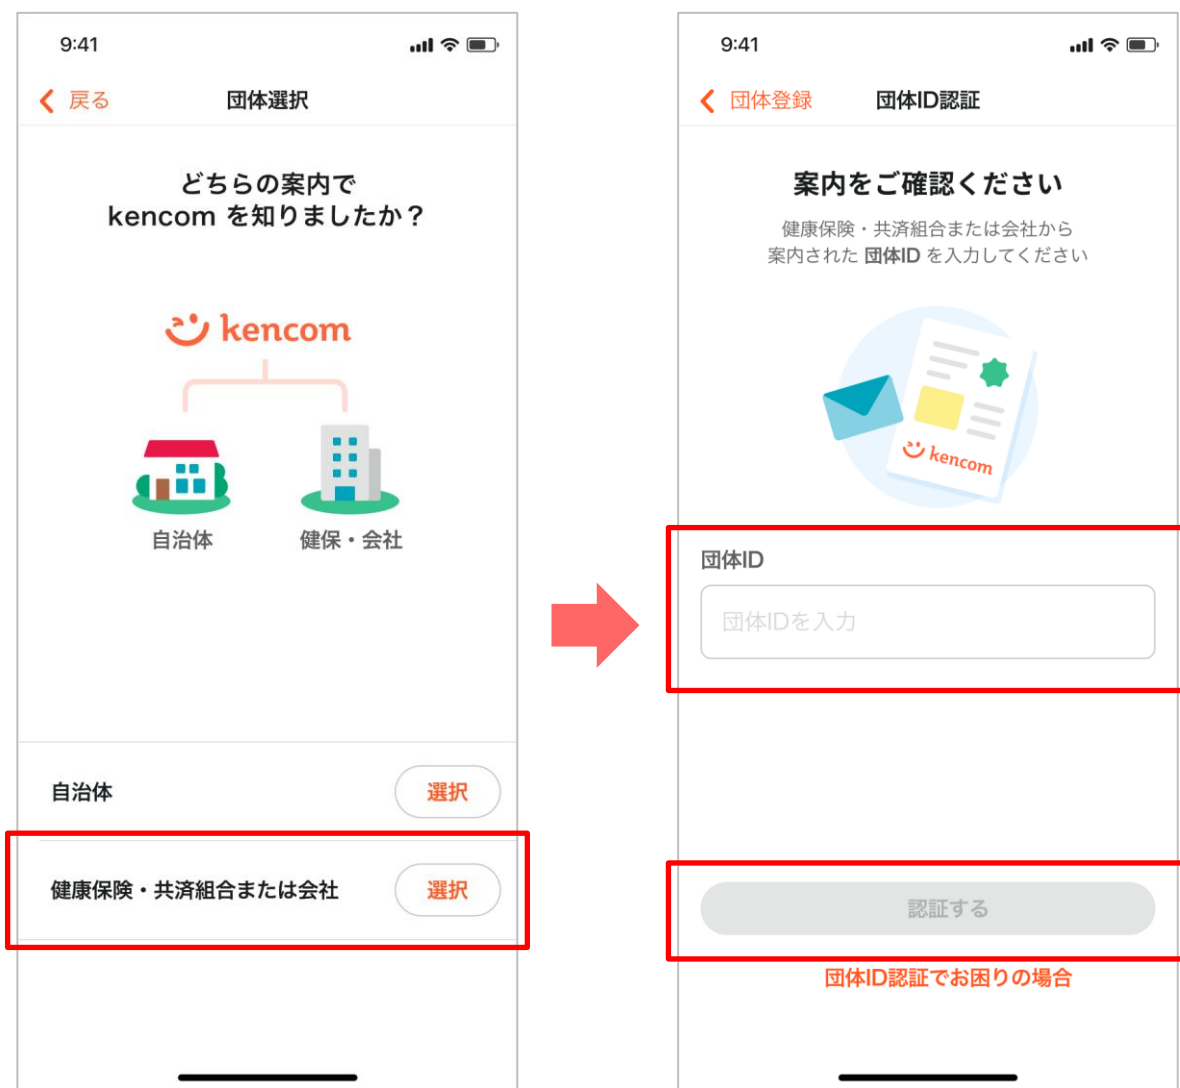 9:41
戻る
団体選択
どちらの案内で
kencom を知りましたか？
kencom
自治体
健保・会社
自治体
選択
健康保険・共済組合または会社
選択
9:41
団体登録
団体ID認証
案内をご確認ください
健康保険・共済組合または会社から
案内された 団体ID を入力してください
kencom
団体ID
団体IDを入力
認証する
団体ID認証でお困りの場合